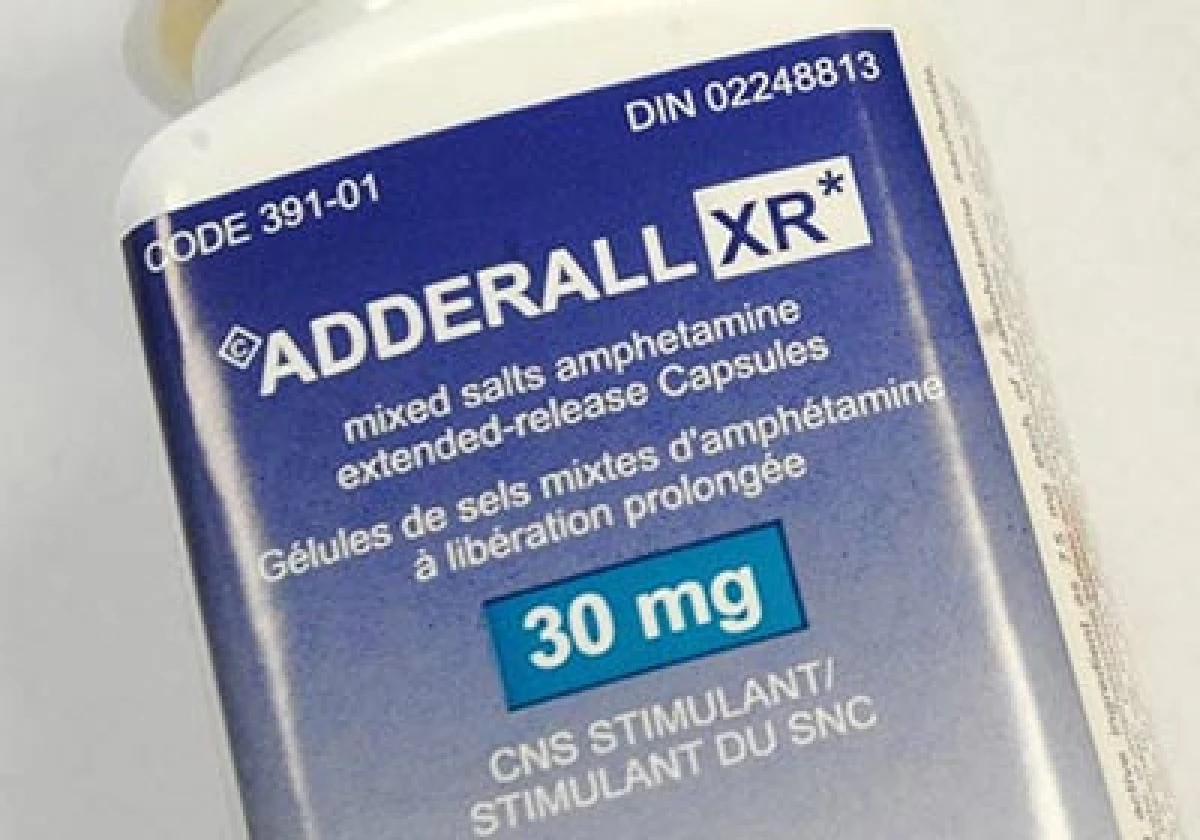 CODE 391-01
DIN 02248813
©ADDERALL XR*
mixed salts amphetamine
extended-release Capsules
Gélules de sels mixtes d'amphétamine
à libération prolongée
30 mg
CNS STIMULANT/
STIMULANT DU SNC